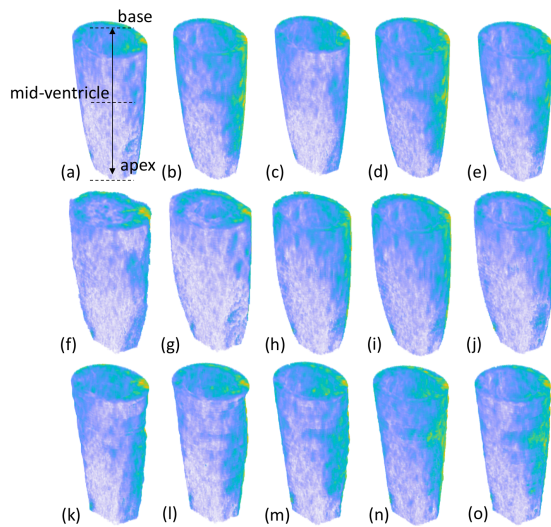 base
mid-ventricle
apex
(a) (b) (c) (d) (e)
(f) (g) (h) (i) (j)
(k) (l) (m) (n) (o)